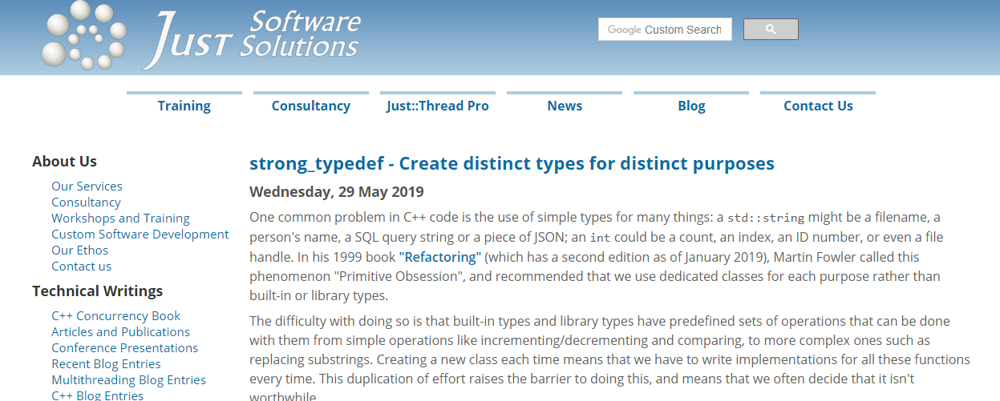 Just Software Solutions
Google Custom Search
Training
Consultancy
Just::Thread Pro
News
Blog
Contact Us
About Us
Our Services
Consultancy
Workshops and Training
Custom Software Development
Our Ethos
Contact us
Technical Writings
C++ Concurrency Book
Articles and Publications
Conference Presentations
Recent Blog Entries
Multithreading Blog Entries
C++ Blog Entries
strong_typedef - Create distinct types for distinct purposes
Wednesday, 29 May 2019
One common problem in C++ code is the use of simple types for many things: a std::string might be a filename, a
person's name, a SQL query string or a piece of JSON; an int could be a count, an index, an ID number, or even a file
handle. In his 1999 book "Refactoring" (which has a second edition as of January 2019), Martin Fowler called this
phenomenon "Primitive Obsession", and recommended that we use dedicated classes for each purpose rather than
built-in or library types.
The difficulty with doing so is that built-in types and library types have predefined sets of operations that can be done
with them from simple operations like incrementing/decrementing and comparing, to more complex ones such as
replacing substrings. Creating a new class each time means that we have to write implementations for all these functions
every time. This duplication of effort raises the barrier to doing this, and means that we often decide that it isn't
worthwhile.